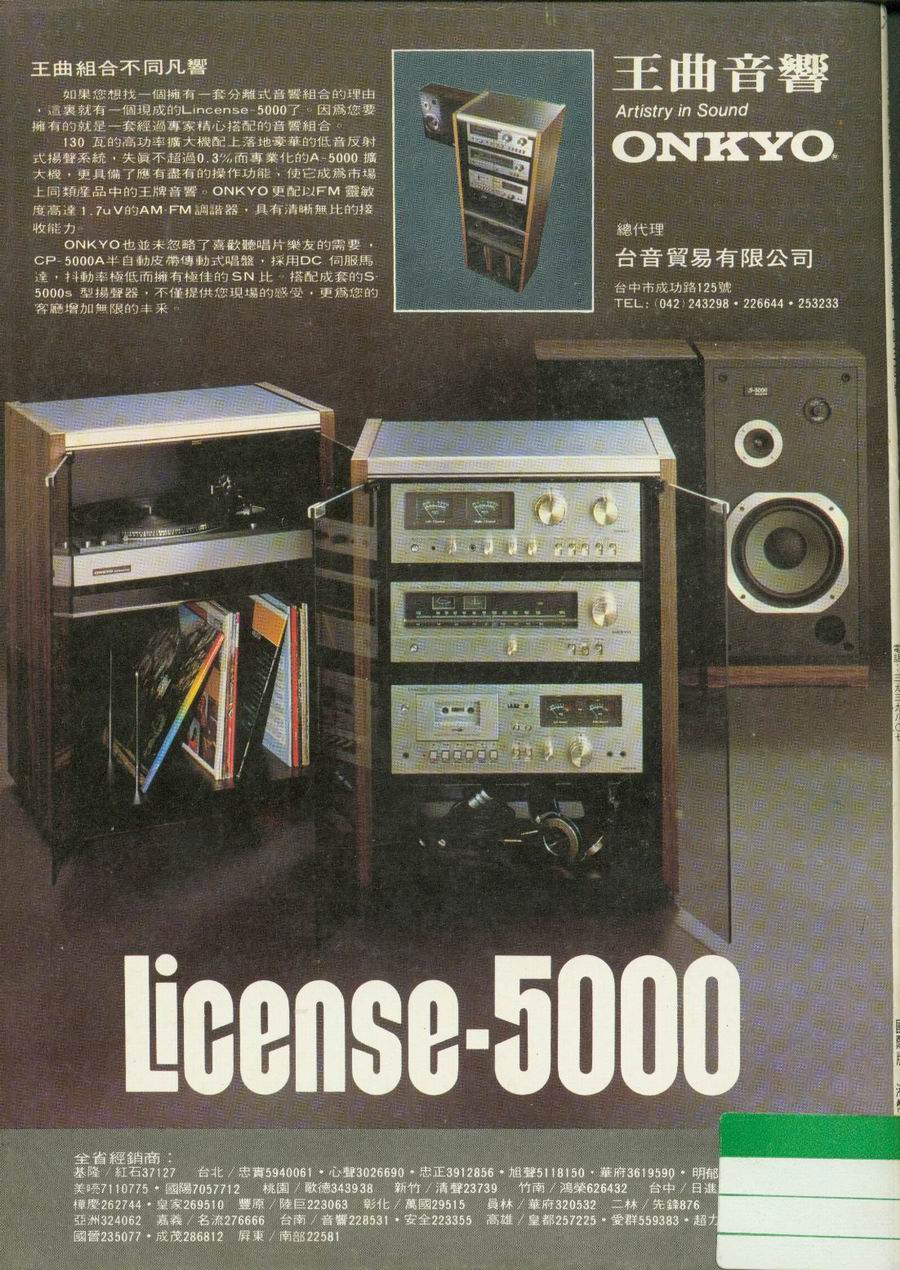 王曲組合不同凡響
如果您想找一個擁有一套分離式音響組合的理由
，這裏就有一個現成的Lincense-5000了。因爲您要
擁有的就是一套經過專家精心搭配的音響組合。
130 瓦的高功率擴大機配上落地豪華的低音反射
式揚聲系統，失眞不超過0.3%而專業化的A-5000 擴
大機，更具備了應有盡有的操作功能、使它成爲市場
上同類産品中的王牌音響。ONKYO 更配以FM 靈敏
度高達 1.7uV的AM·FM 調諧器，具有清晰無比的接
收能力。
ONKYO也並未忽略了喜歡聽唱片樂友的需要，
CP-5000A半自動皮帶傳動式唱盤，採用DC 伺服馬
達，抖動率極低而擁有極佳的 S N 比。搭配成套的S-
5000s 型揚聲器，不僅提供您現場的感受，更爲您的
客廳增加無限的丰采。
王曲音響
Artistry in Sound
ONKYO
總代理
台音貿易有限公司
台中市成功路125號
TEL：(042) 243298・226644・253233
S-5000
ONKYO
ONKYO
License-5000
全省經銷商：
基隆／紅石37127 台北／忠實5940061・心聲3026690・忠正3912856・旭聲5118150・華府3619590・明郁
7110775・國陽7057712 桃園／歌德343938 新竹／清聲23739 竹南／鴻榮626432 台中／日進
樺慶262744・皇家269510 豐原／陸巨223063 彰化／萬國29515 員林／華府320532 二林／先鋒876
亞洲324062 嘉義／名流276666 台南／音響228531・安全223355 高雄／皇都257225・愛群559383・超力
國晉235077・成茂286812 屏東／南部22581